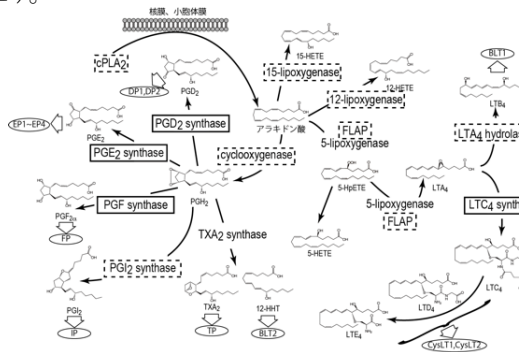 す。
核膜、小胞体膜
cPLA2
DP1,DP2
PGD2
PGD2 synthase
EP1~EP4
PGE2
PGE2 synthase
PGH2
PGF synthase
PGF2α
FP
PGI2 synthase
PGI2
IP
TXA2 synthase
TXA2
TP
12-HHT
BLT2
cyclooxygenase
アラキドン酸
15-HETE
15-lipoxygenase
12-lipoxygenase
12-HETE
FLAP
5-lipoxygenase
5-HpETE
5-HETE
5-lipoxygenase
FLAP
LTA4
LTA4 hydrolas
LTB4
BLT1
LTC4 synth
LTC4
LTD4
LTE4
CysLT1,CysLT2